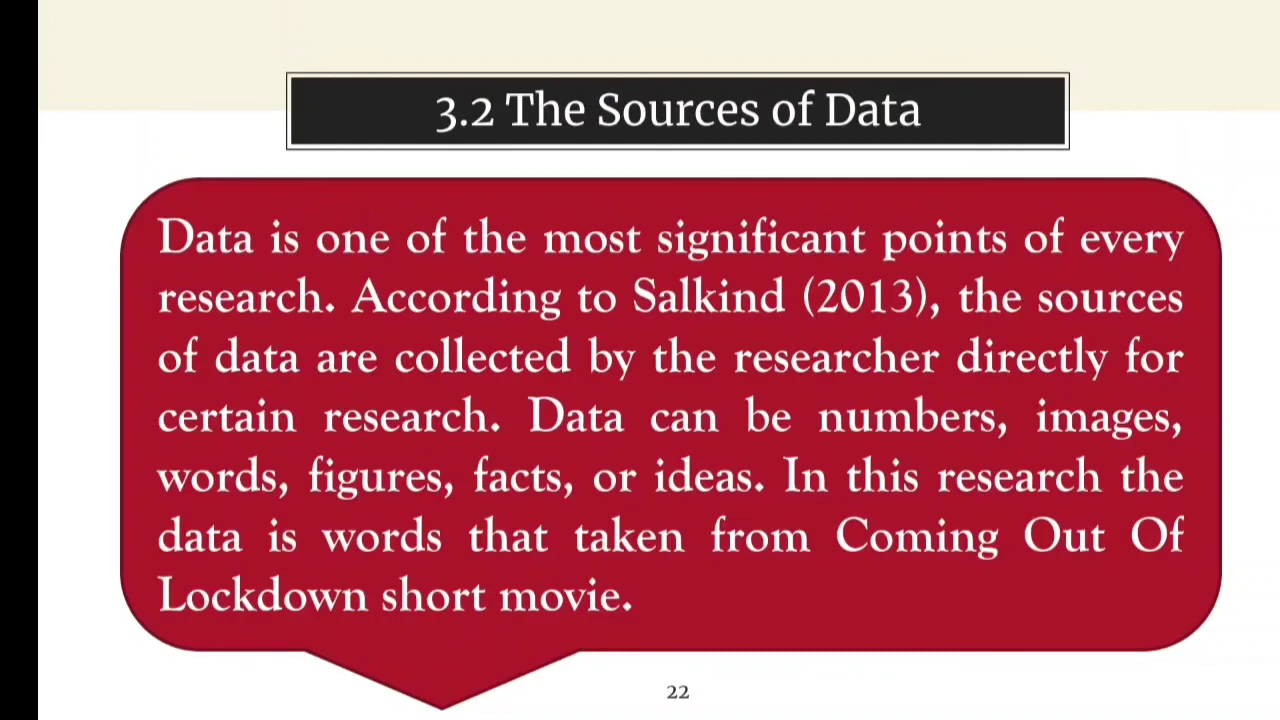 3.2 The Sources of Data
Data is one of the most significant points of every
research. According to Salkind (2013), the sources
of data are collected by the researcher directly for
certain research. Data can be numbers, images,
words, figures, facts, or ideas. In this research the
data is words that taken from Coming Out Of
Lockdown short movie.
22